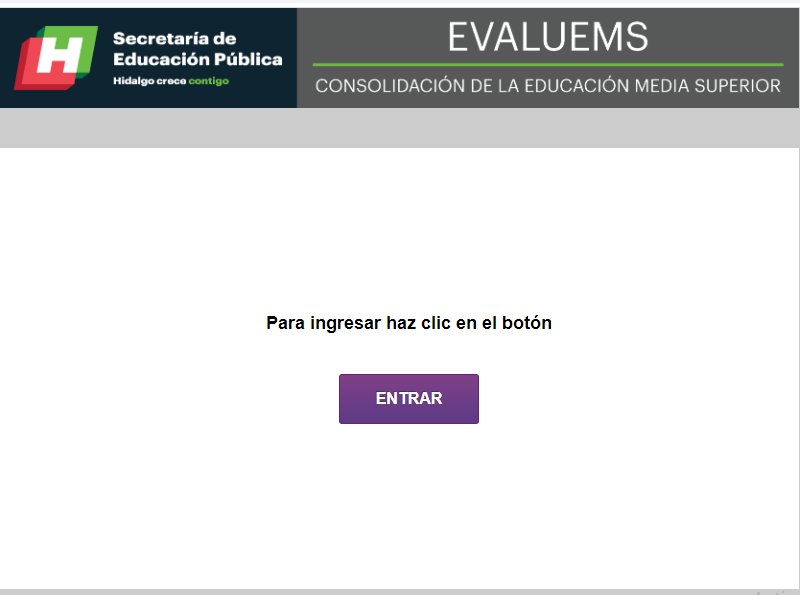 H
Secretaría de
Educación Pública
Hidalgo crece contigo
EVALUEMS
CONSOLIDACIÓN DE LA EDUCACIÓN MEDIA SUPERIOR
Para ingresar haz clic en el botón
ENTRAR